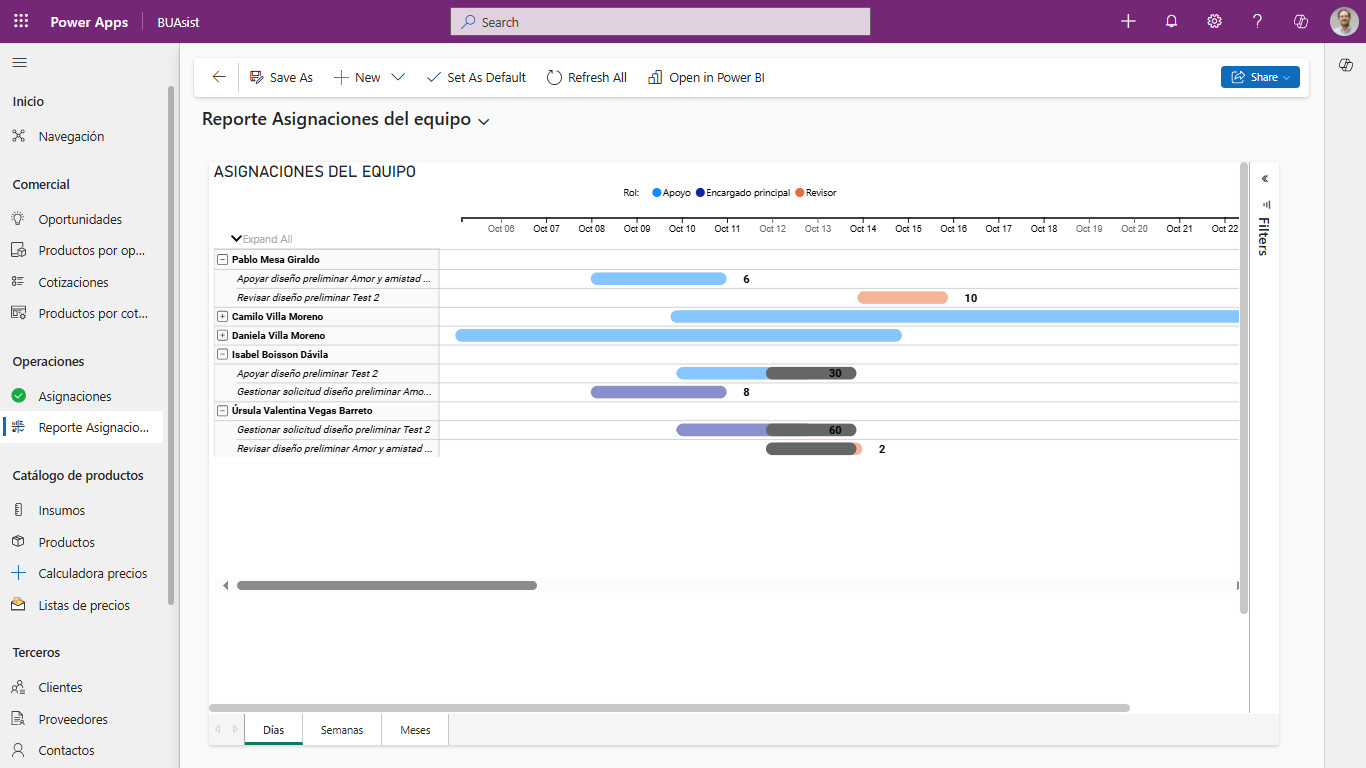 Power Apps
BUAsist
Search
Save As
New
Set As Default
Refresh All
Open in Power BI
Share
Inicio
Navegación
Comercial
Oportunidades
Productos por op...
Cotizaciones
Productos por cot...
Operaciones
Asignaciones
Reporte Asignacio...
Catálogo de productos
Insumos
Productos
Calculadora precios
Listas de precios
Terceros
Clientes
Proveedores
Contactos
Reporte Asignaciones del equipo
ASIGNACIONES DEL EQUIPO
Rol: Apoyo Encargado principal Revisor
Oct 06 Oct 07 Oct 08 Oct 09 Oct 10 Oct 11 Oct 12 Oct 13 Oct 14 Oct 15 Oct 16 Oct 17 Oct 18 Oct 19 Oct 20 Oct 21 Oct 22
Expand All
Pablo Mesa Giraldo
Apoyar diseño preliminar Amor y amistad ... 6
Revisar diseño preliminar Test 2 10
Camilo Villa Moreno
Daniela Villa Moreno
Isabel Boisson Dávila
Apoyar diseño preliminar Test 2 30
Gestionar solicitud diseño preliminar Amo... 8
Úrsula Valentina Vegas Barreto
Gestionar solicitud diseño preliminar Test 2 60
Revisar diseño preliminar Amor y amistad ... 2
Filters
Días
Semanas
Meses